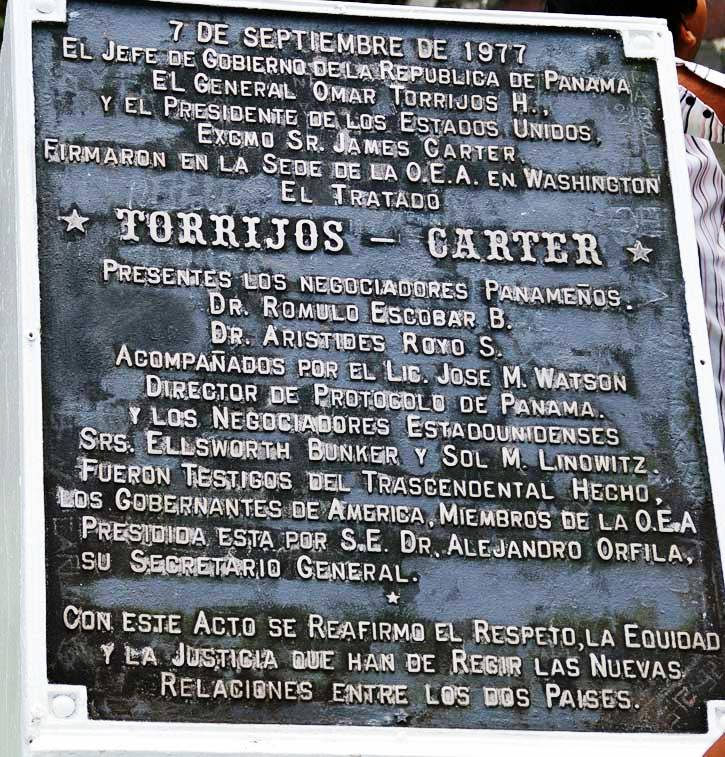 7 DE SEPTIEMBRE DE 1977
EL JEFE DE GOBIERNO DE LA REPUBLICA DE PANAMA
EL GENERAL OMAR TORRIJOS H.,
Y EL PRESIDENTE DE LOS ESTADOS UNIDOS,
EXCMO SR. JAMES CARTER
FIRMARON EN LA SEDE DE LA O.E.A. EN WASHINGTON
EL TRATADO
TORRIJOS – CARTER
PRESENTES LOS NEGOCIADORES PANAMEÑOS.
DR. ROMULO ESCOBAR B.
DR. ARISTIDES ROYO S.
ACOMPAÑADOS POR EL LIC. JOSE M. WATSON
DIRECTOR DE PROTOCOLO DE PANAMA.
Y LOS NEGOCIADORES ESTADOUNIDENSES
SRS. ELLSWORTH BUNKER Y SOL M. LINOWITZ.
FUERON TESTIGOS DEL TRASCENDENTAL HECHO,
LOS GOBERNANTES DE AMERICA, MIEMBROS DE LA O.E.A
PRESIDIDA ESTA POR S.E. DR. ALEJANDRO ORFILA,
SU SECRETARIO GENERAL.
CON ESTE ACTO SE REAFIRMO EL RESPETO, LA EQUIDAD
Y LA JUSTICIA QUE HAN DE REGIR LAS NUEVAS
RELACIONES ENTRE LOS DOS PAISES.